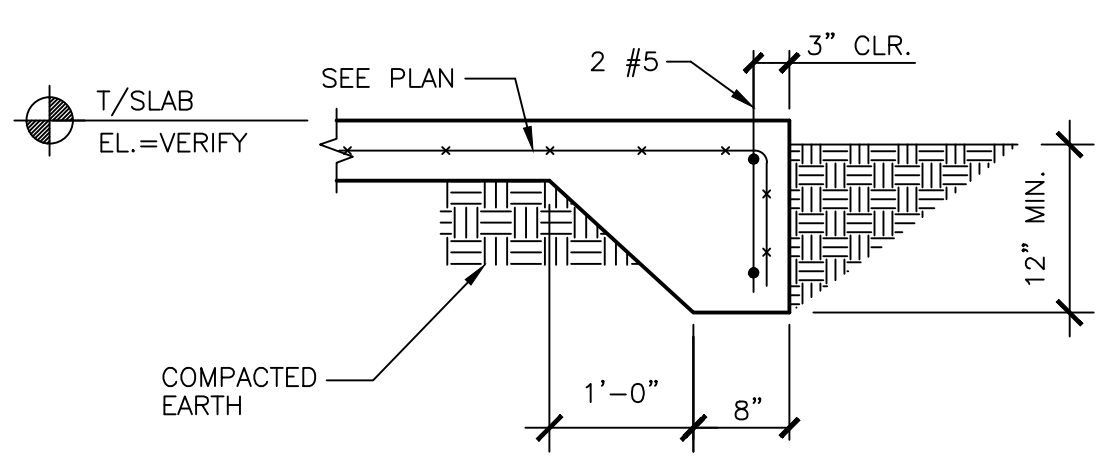 3" CLR.
2 #5
SEE PLAN
T/SLAB
EL.=VERIFY
12" MIN.
COMPACTED
EARTH
1'-0"
8"